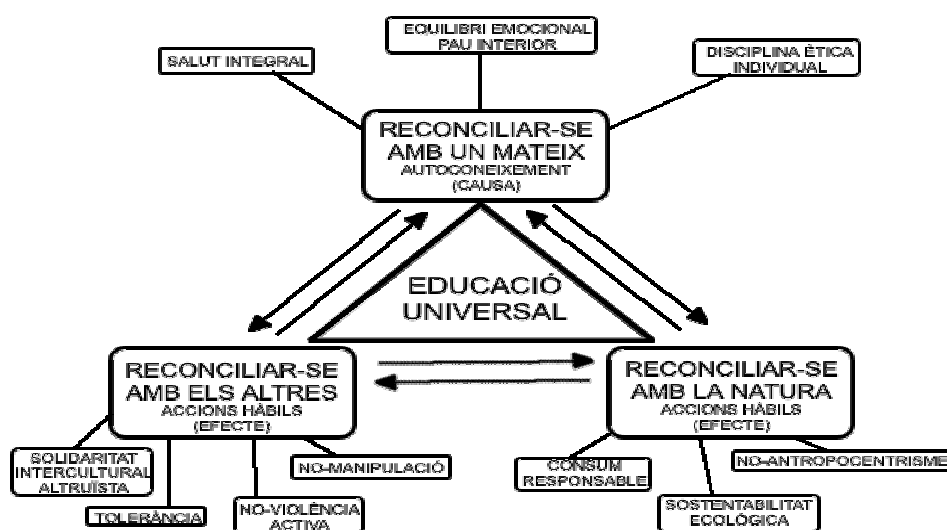 EQUILIBRI EMOCIONAL
PAU INTERIOR
SALUT INTEGRAL
DISCIPLINA ÈTICA
INDIVIDUAL
RECONCILIAR-SE
AMB UN MATEIX
AUTOCONEIXEMENT
(CAUSA)
EDUCACIÓ
UNIVERSAL
RECONCILIAR-SE
AMB ELS ALTRES
ACCIONS HÀBILS
(EFECTE)
RECONCILIAR-SE
AMB LA NATURA
ACCIONS HÀBILS
(EFECTE)
SOLIDARITAT
INTERCULTURAL
ALTRUÏSTA
TOLERÀNCIA
NO-VIOLÈNCIA
ACTIVA
NO-MANIPULACIÓ
CONSUM
RESPONSABLE
SOSTENTABILITAT
ECOLÓGICA
NO-ANTROPOCENTRISME